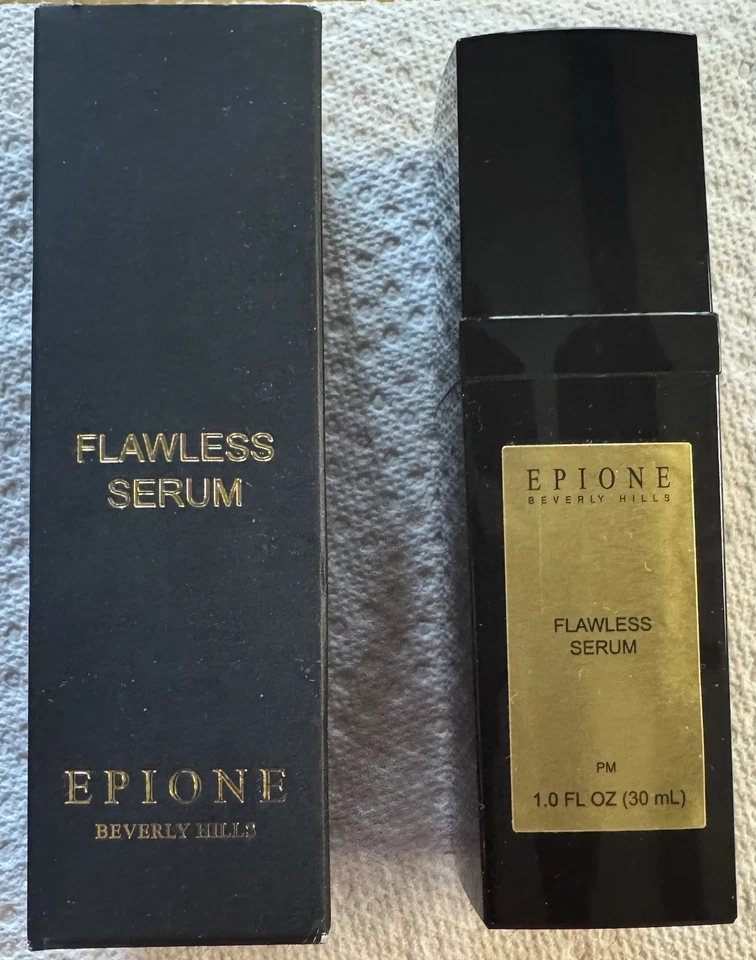 FLAWLESS
SERUM
EPIONE
BEVERLY HILLS
EPIONE
BEVERLY HILLS
FLAWLESS
SERUM
PM
1.0 FL OZ (30 mL)